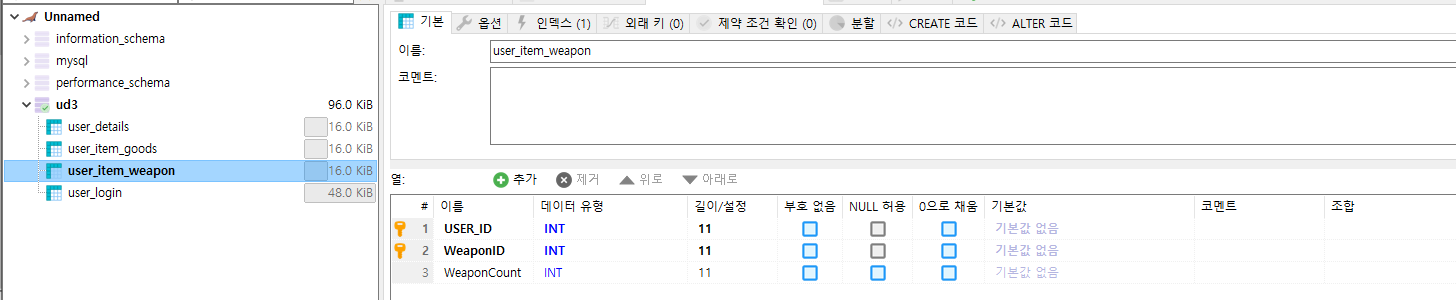 Unnamed
information_schema
mysql
performance_schema
ud3 96.0 KiB
user_details 16.0 KiB
user_item_goods 16.0 KiB
user_item_weapon 16.0 KiB
user_login 48.0 KiB
기본 옵션 인덱스 (1) 외래 키 (0) 제약 조건 확인 (0) 분할 </> CREATE 코드 </> ALTER 코드
이름: user_item_weapon
코멘트:
열: 추가 제거 위로 아래로
# 이름 데이터 유형 길이/설정 부호 없음 NULL 허용 0으로 채움 기본값 코멘트 조합
1 USER_ID INT 11 기본값 없음
2 WeaponID INT 11 기본값 없음
3 WeaponCount INT 11 기본값 없음